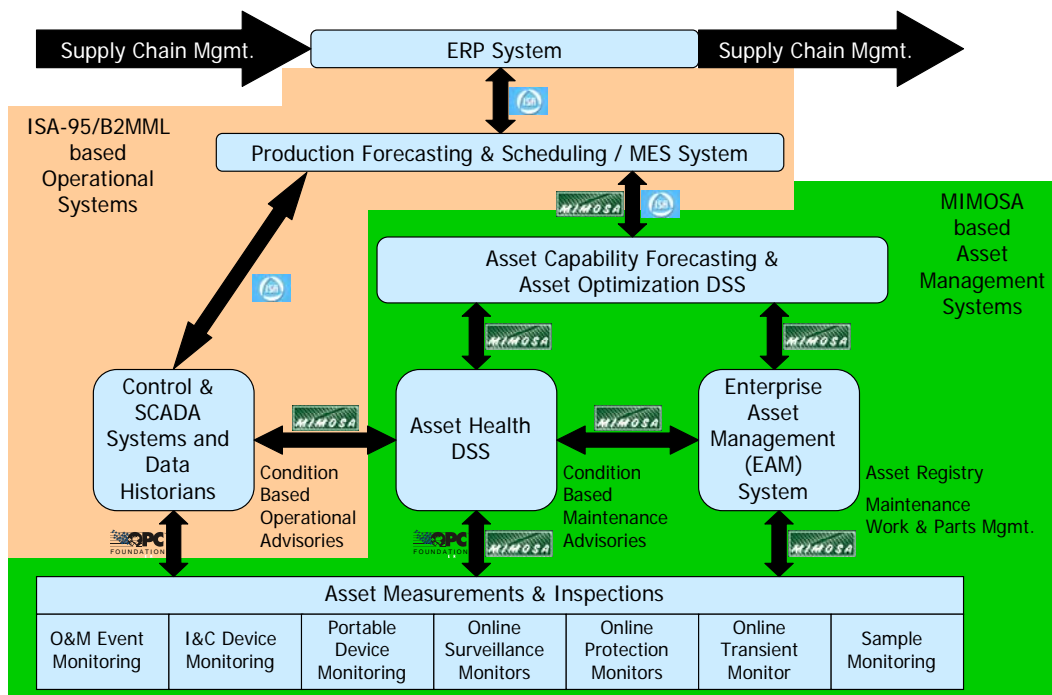 Supply Chain Mgmt.
ERP System
Supply Chain Mgmt.
ISA
ISA-95/B2MML
based
Operational
Systems
Production Forecasting & Scheduling / MES System
MIMOSA
ISA
MIMOSA
based
Asset
Management
Systems
Asset Capability Forecasting &
Asset Optimization DSS
ISA
MIMOSA
MIMOSA
Control &
SCADA
Systems and
Data
Historians
MIMOSA
Asset Health
DSS
MIMOSA
Enterprise
Asset
Management
(EAM)
System
Condition
Based
Operational
Advisories
Condition
Based
Maintenance
Advisories
Asset Registry
Maintenance
Work & Parts Mgmt.
OPC
FOUNDATION
OPC
FOUNDATION
MIMOSA
MIMOSA
Asset Measurements & Inspections
O&M Event
Monitoring
I&C Device
Monitoring
Portable
Device
Monitoring
Online
Surveillance
Monitors
Online
Protection
Monitors
Online
Transient
Monitor
Sample
Monitoring